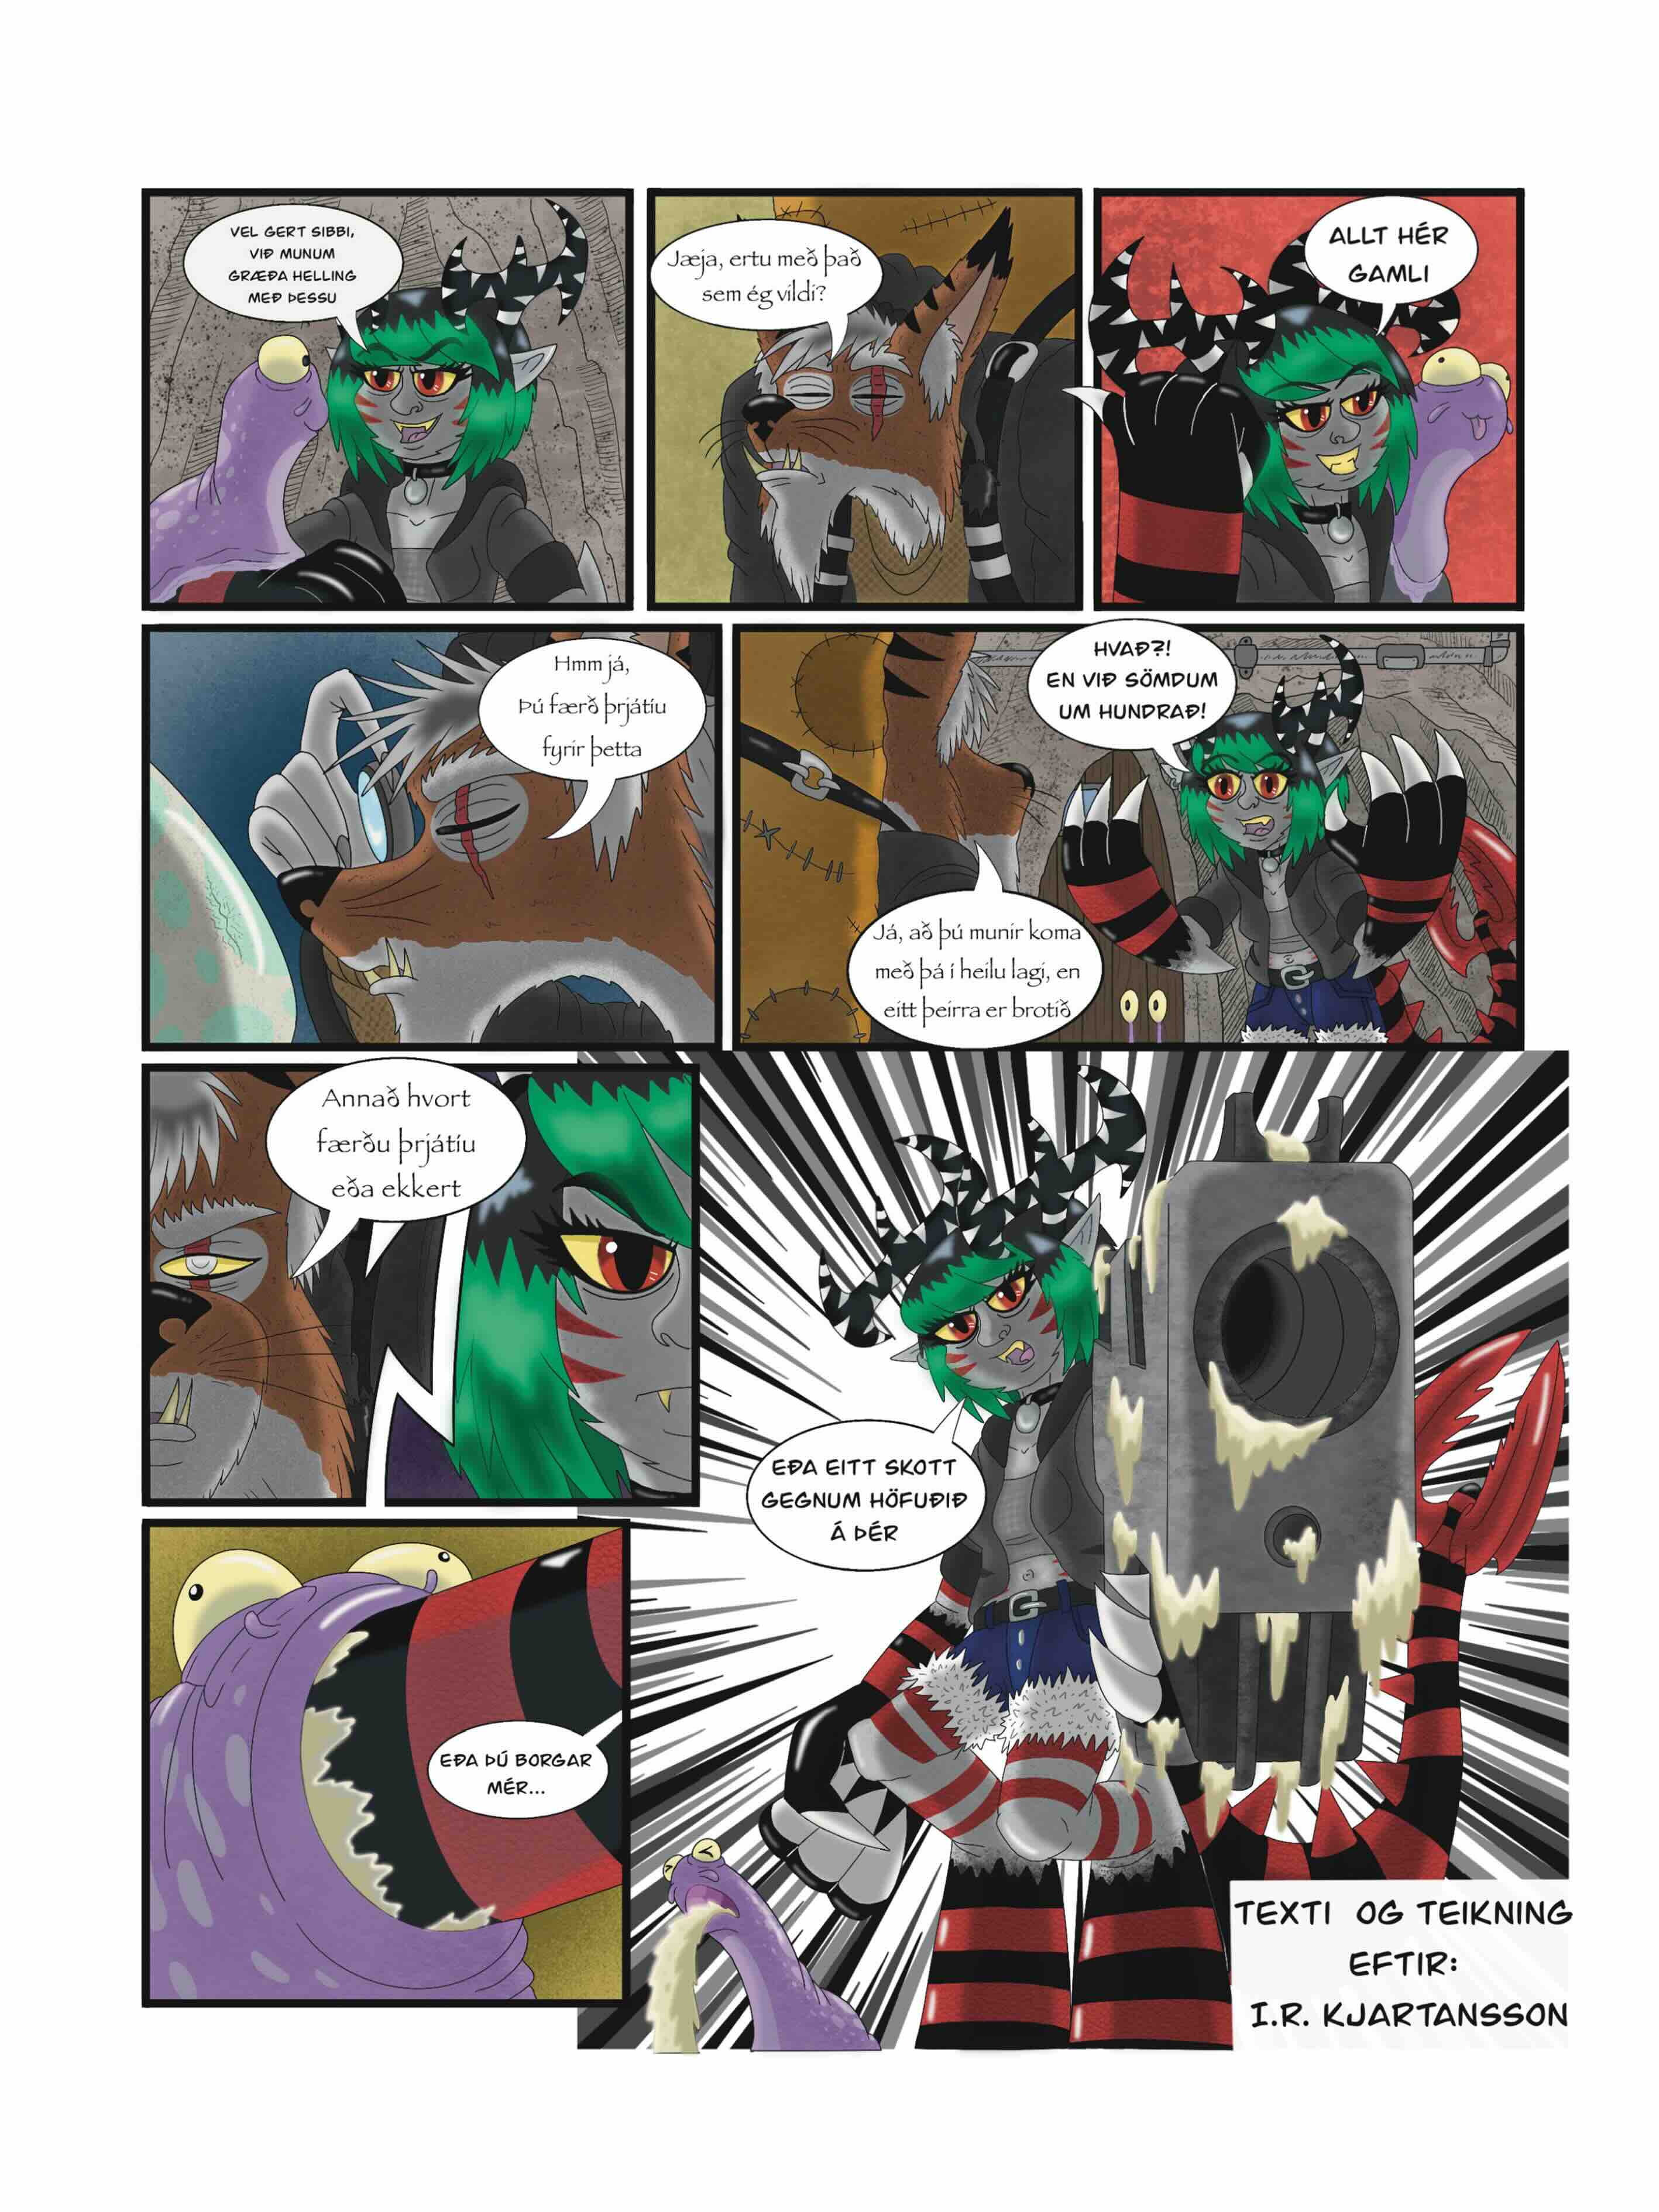 VEL GERT SIBBI,
VIÐ MUNUM
GRÆÐA HELLING
MEÐ ÞESSU
Jæja, ertu með það
sem ég vildi?
ALLT HÉR
GAMLI
Hmm já,
Þú færð þrjátíu
fyrir þetta
HVAÐ?!
EN VIÐ SÖMDUM
UM HUNDRAÐ!
Já, að þú munir koma
með þá í heilu lagi, en
eitt þeirra er brotið
Annað hvort
færðu þrjátíu
eða ekkert
EÐA ÞÚ BORGAR
MÉR...
EÐA EITT SKOTT
GEGNUM HÖFUÐIÐ
Á ÞÉR
TEXTI OG TEIKNING
EFTIR:
I.R. KJARTANSSON